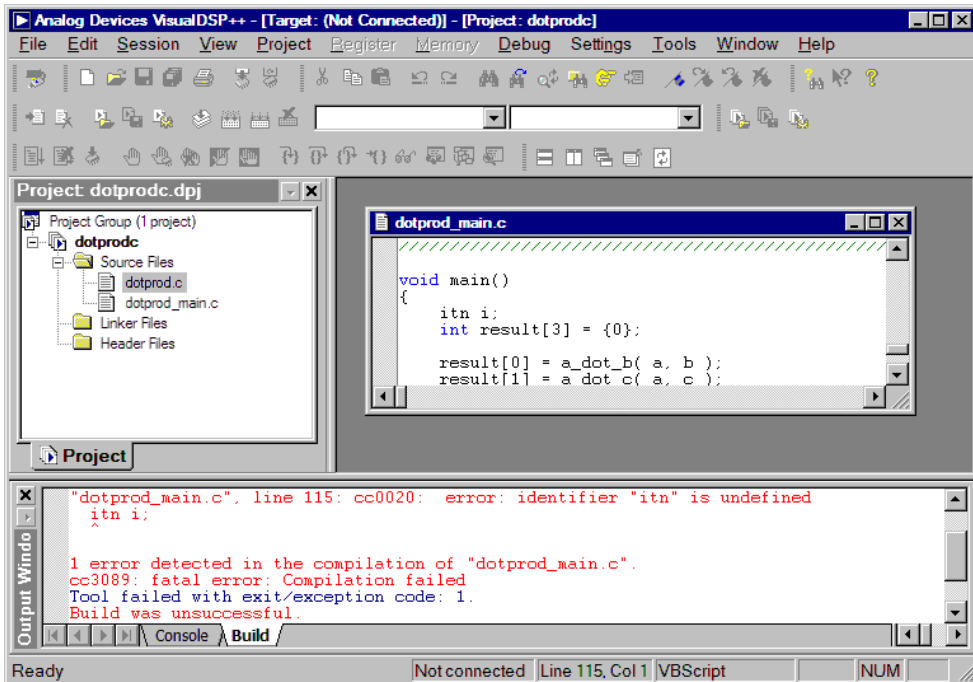 Analog Devices VisualDSP++ - [Target: (Not Connected)] - [Project: dotprodc]
File Edit Session View Project Register Memory Debug Settings Tools Window Help
Project: dotprodc.dpj
Project Group (1 project)
dotprodc
Source Files
dotprod.c
dotprod_main.c
Linker Files
Header Files
Project
dotprod_main.c
//////////////////////////////////////////////////
void main()
{
itn i;
int result[3] = {0};
result[0] = a_dot_b( a, b );
result[1] = a_dot_c( a, c );
Output Windo
"dotprod_main.c", line 115: cc0020: error: identifier "itn" is undefined
itn i;
^
1 error detected in the compilation of "dotprod_main.c".
cc3089: fatal error: Compilation failed
Tool failed with exit/exception code: 1.
Build was unsuccessful.
Console Build
Ready Not connected Line 115, Col 1 VBScript NUM